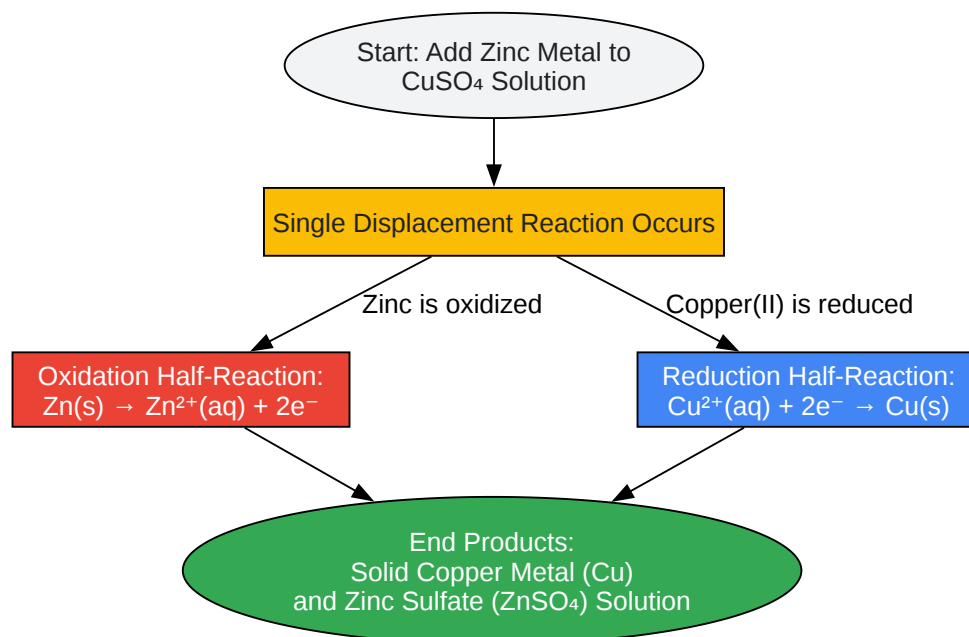 Start: Add Zinc Metal to
CuSO₄ Solution
Single Displacement Reaction Occurs
Zinc is oxidized
Copper(II) is reduced
Oxidation Half-Reaction:
Zn(s) → Zn²⁺(aq) + 2e⁻
Reduction Half-Reaction:
Cu²⁺(aq) + 2e⁻ → Cu(s)
End Products:
Solid Copper Metal (Cu)
and Zinc Sulfate (ZnSO₄) Solution